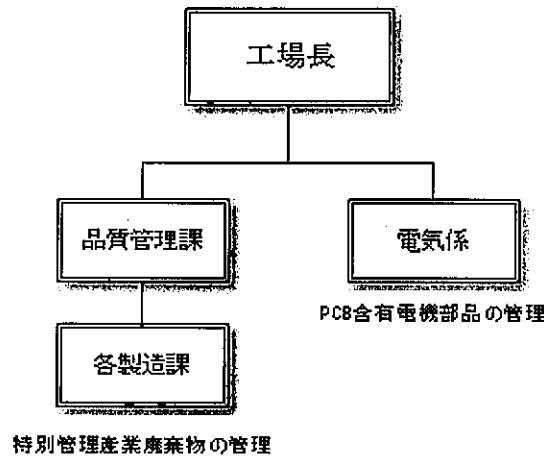 工場長
品質管理課
電気係
PCB含有電機部品の管理
各製造課
特別管理産業廃棄物の管理